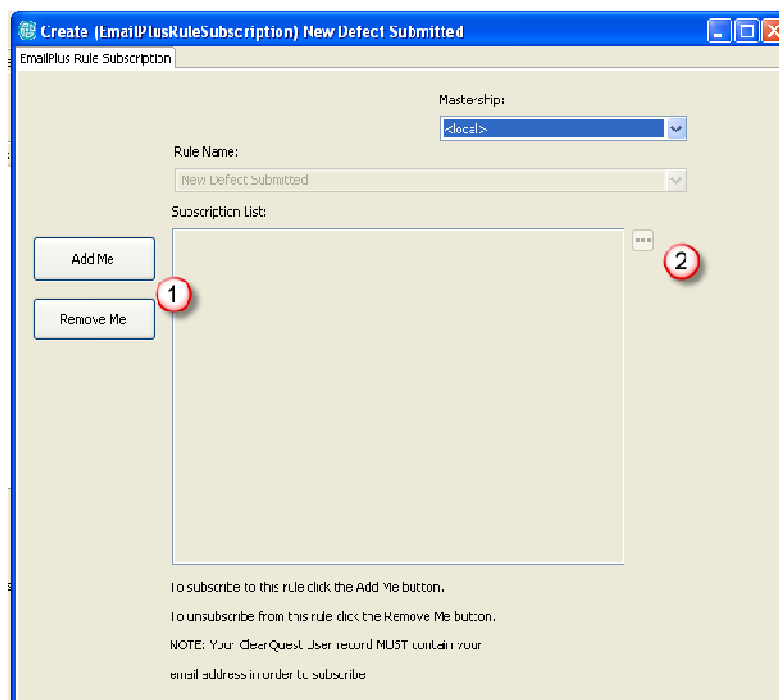 Create (EmailPlusRuleSubscription) New Defect Submitted
EmailPlus Rule Subscription
Mastership:
<local>
Rule Name:
New Defect Submitted
Subscription List:
Add Me
1
2
Remove Me
To subscribe to this rule click the Add Me button.
To unsubscribe from this rule click the Remove Me button.
NOTE: Your ClearQuest User record MUST contain your
email address in order to subscribe